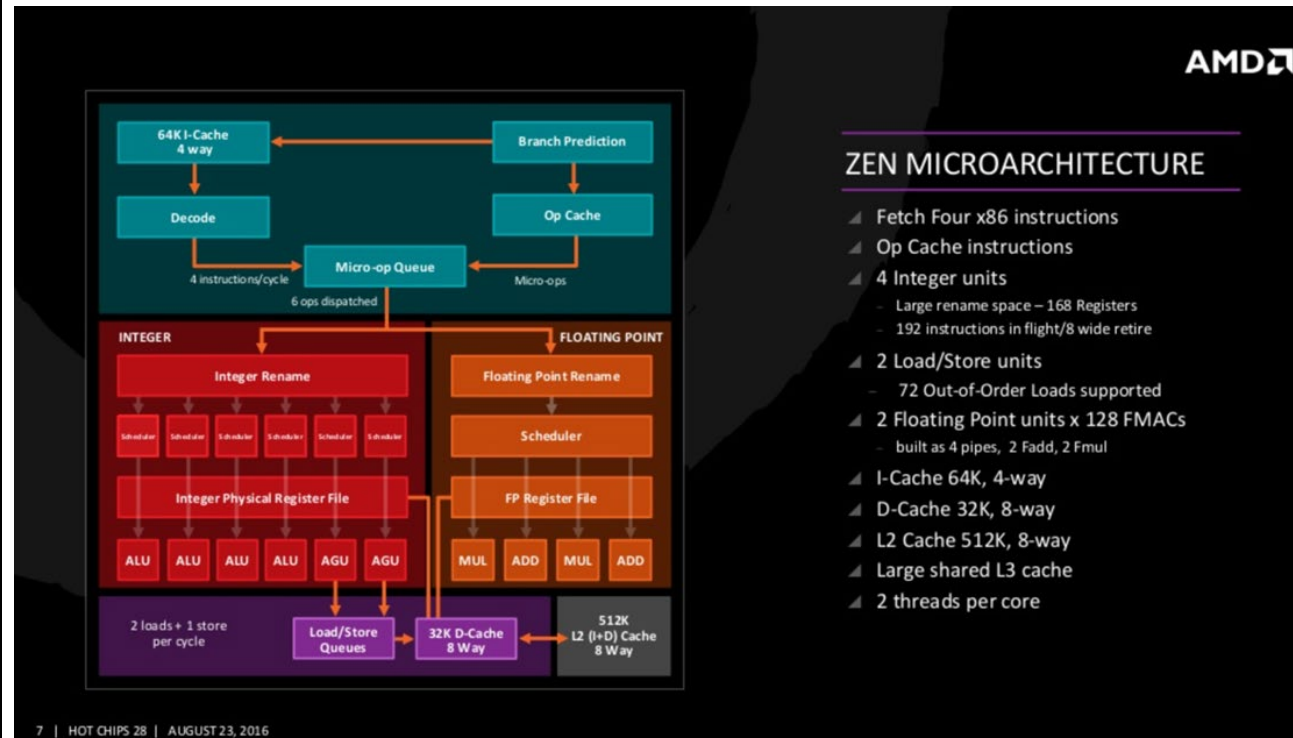 AMD
64K I-Cache
4 way
Branch Prediction
Decode
Op Cache
Micro-op Queue
4 instructions/cycle
Micro-ops
6 ops dispatched
INTEGER
FLOATING POINT
Integer Rename
Floating Point Rename
Scheduler
Scheduler
Scheduler
Scheduler
Scheduler
Scheduler
Scheduler
Integer Physical Register File
FP Register File
ALU
ALU
ALU
ALU
AGU
AGU
MUL
ADD
MUL
ADD
2 loads + 1 store
per cycle
Load/Store
Queues
32K D-Cache
8 Way
512K
L2 (I+D) Cache
8 Way
ZEN MICROARCHITECTURE
Fetch Four x86 instructions
Op Cache instructions
4 Integer units
– Large rename space – 168 Registers
– 192 instructions in flight/8 wide retire
2 Load/Store units
– 72 Out-of-Order Loads supported
2 Floating Point units x 128 FMACs
– built as 4 pipes, 2 Fadd, 2 Fmul
I-Cache 64K, 4-way
D-Cache 32K, 8-way
L2 Cache 512K, 8-way
Large shared L3 cache
2 threads per core
7 | HOT CHIPS 28 | AUGUST 23, 2016